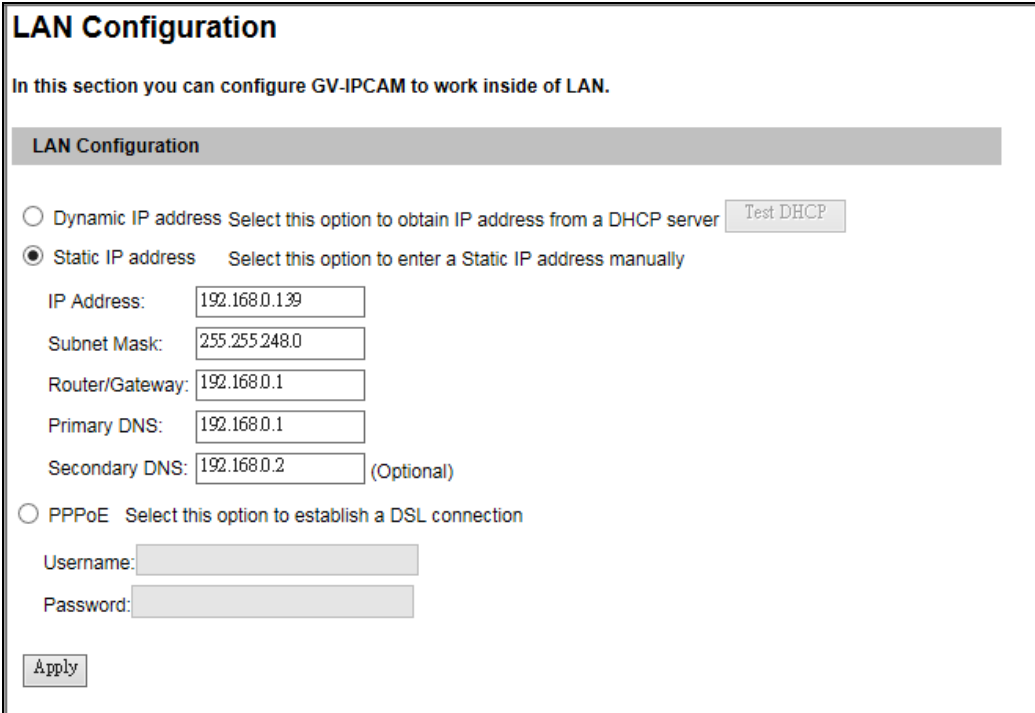 LAN Configuration
In this section you can configure GV-IPCAM to work inside of LAN.
LAN Configuration
Dynamic IP address Select this option to obtain IP address from a DHCP server Test DHCP
Static IP address Select this option to enter a Static IP address manually
IP Address: 192.168.0.139
Subnet Mask: 255.255.248.0
Router/Gateway: 192.168.0.1
Primary DNS: 192.168.0.1
Secondary DNS: 192.168.0.2 (Optional)
PPPoE Select this option to establish a DSL connection
Username:
Password:
Apply